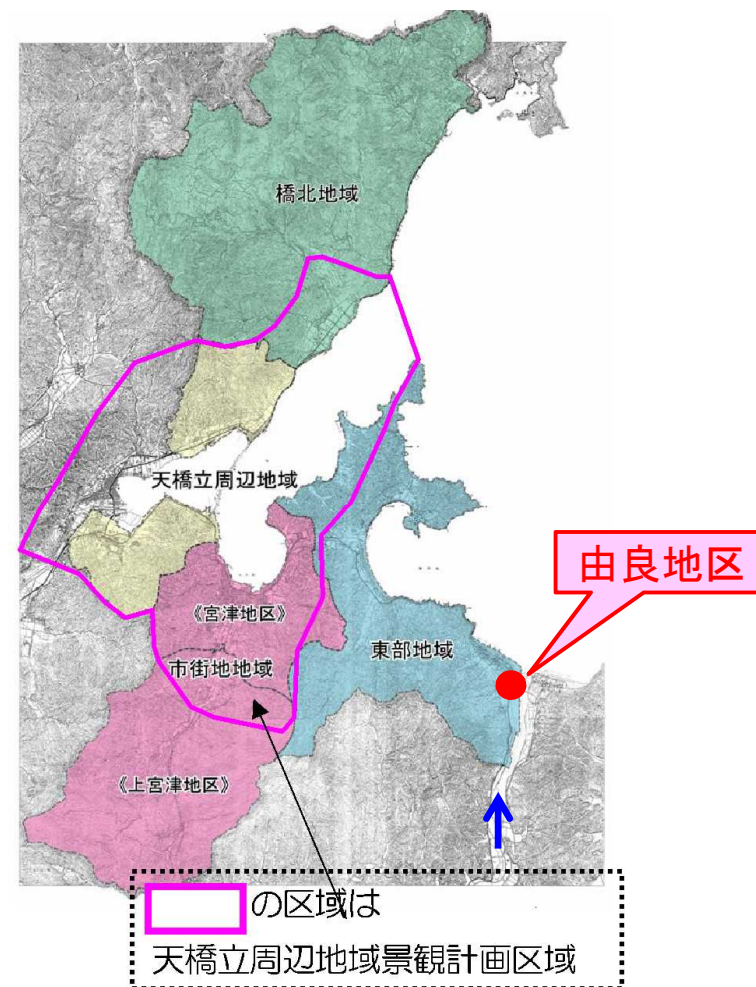 橋北地域
天橋立周辺地域
由良地区
《宮津地区》
東部地域
市街地地域
《上宮津地区》
の区域は
天橋立周辺地域景観計画区域